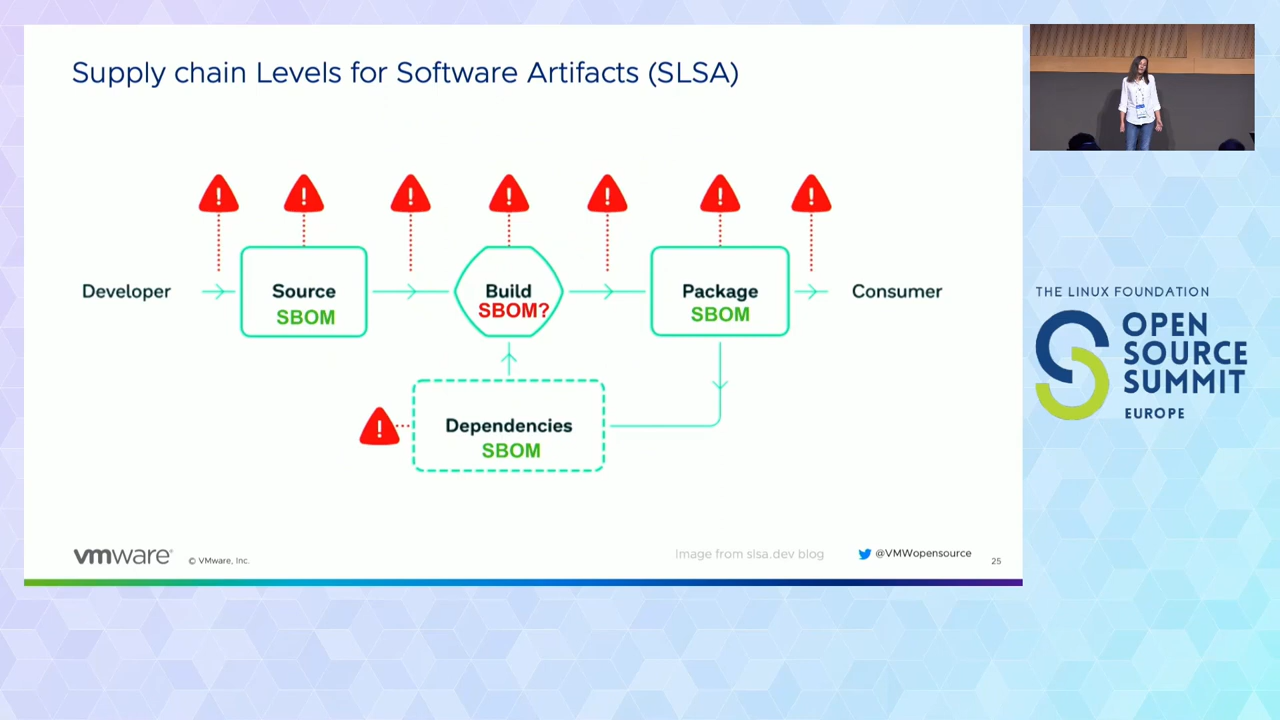 Supply chain Levels for Software Artifacts (SLSA)
! ! ! ! ! ! !
Developer
Source
SBOM
Build
SBOM?
Package
SBOM
Consumer
!
Dependencies
SBOM
vmware®
© VMware, Inc.
Image from slsa.dev blog
@VMWopensource
25
THE LINUX FOUNDATION
OPEN
SOURCE
SUMMIT
EUROPE